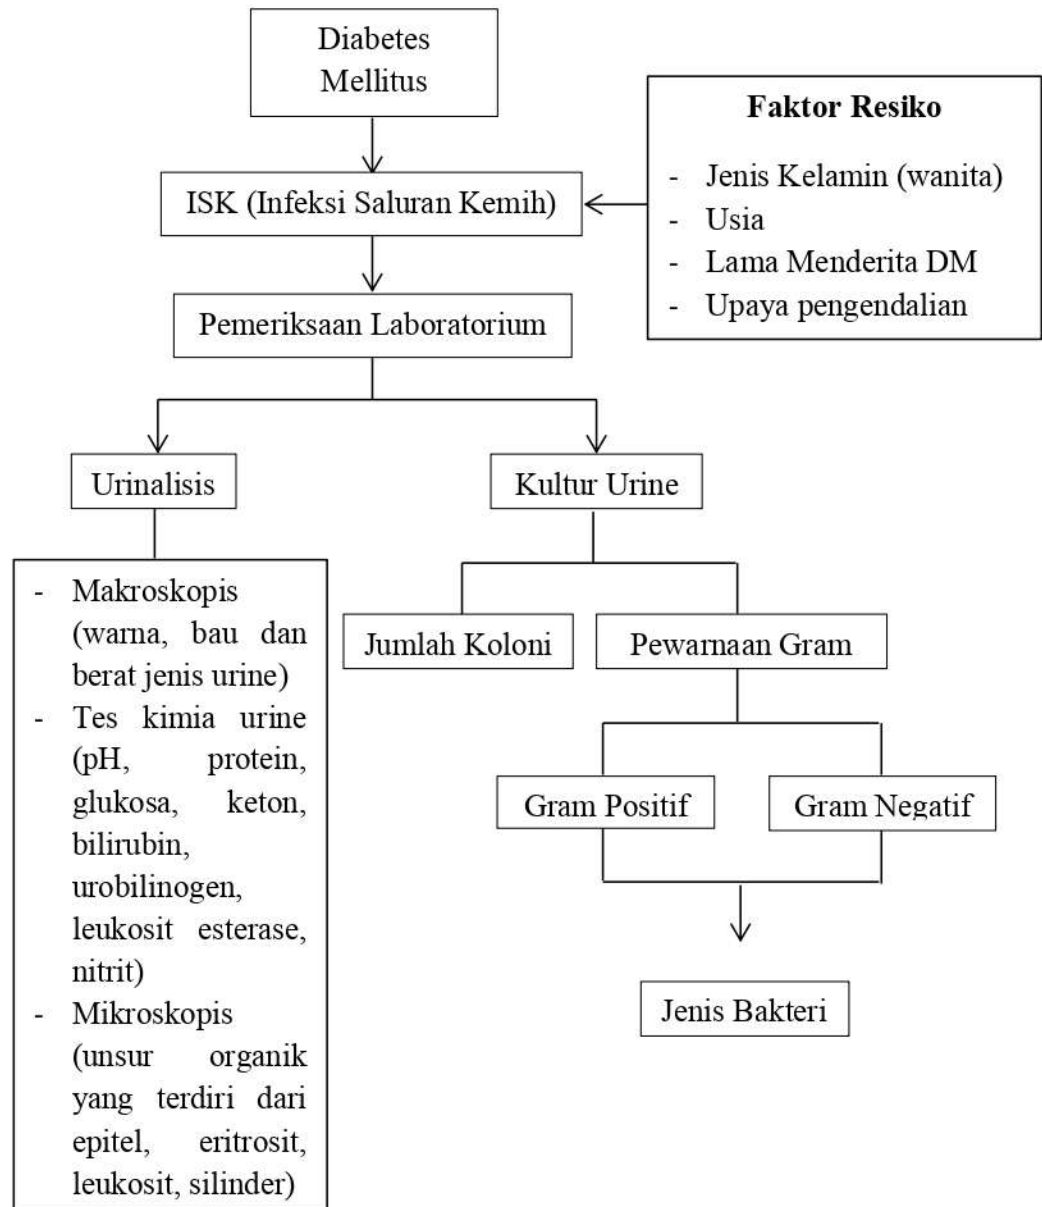 Diabetes
Mellitus
Faktor Resiko
- Jenis Kelamin (wanita)
- Usia
- Lama Menderita DM
- Upaya pengendalian
ISK (Infeksi Saluran Kemih)
Pemeriksaan Laboratorium
Urinalisis
Kultur Urine
- Makroskopis
(warna, bau dan
berat jenis urine)
- Tes kimia urine
(pH, protein,
glukosa, keton,
bilirubin,
urobilinogen,
leukosit esterase,
nitrit)
- Mikroskopis
(unsur organik
yang terdiri dari
epitel, eritrosit,
leukosit, silinder)
Jumlah Koloni
Pewarnaan Gram
Gram Positif
Gram Negatif
Jenis Bakteri